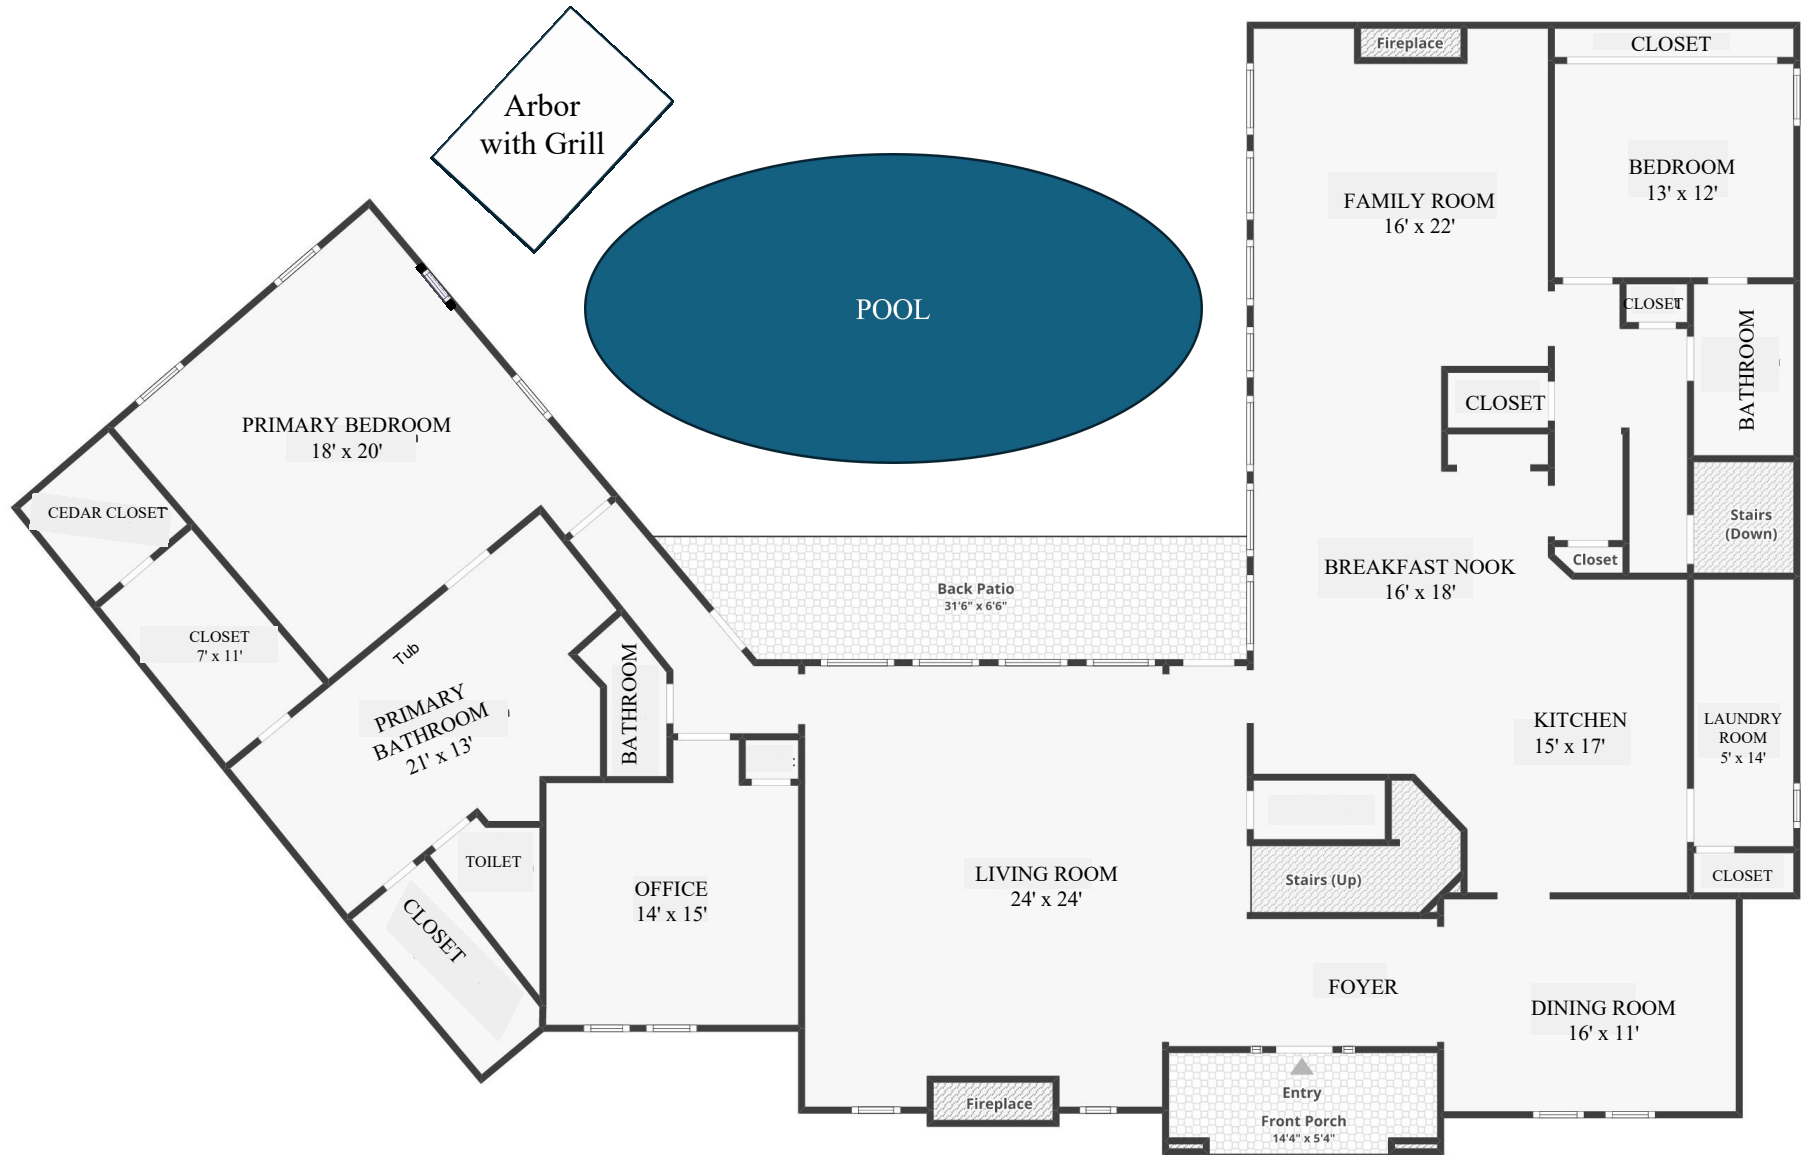 Arbor
with Grill
POOL
Fireplace
CLOSET
FAMILY ROOM
16' x 22'
BEDROOM
13' x 12'
CLOSET
BATHROOM
CLOSET
PRIMARY BEDROOM
18' x 20'
CEDAR CLOSET
CLOSET
7' x 11'
Tub
PRIMARY
BATHROOM
21' x 13'
BATHROOM
TOILET
CLOSET
OFFICE
14' x 15'
Back Patio
31'6" x 6'6"
BREAKFAST NOOK
16' x 18'
Closet
Stairs
(Down)
KITCHEN
15' x 17'
LAUNDRY
ROOM
5' x 14'
CLOSET
LIVING ROOM
24' x 24'
Stairs (Up)
FOYER
DINING ROOM
16' x 11'
Fireplace
Entry
Front Porch
14'4" x 5'4"